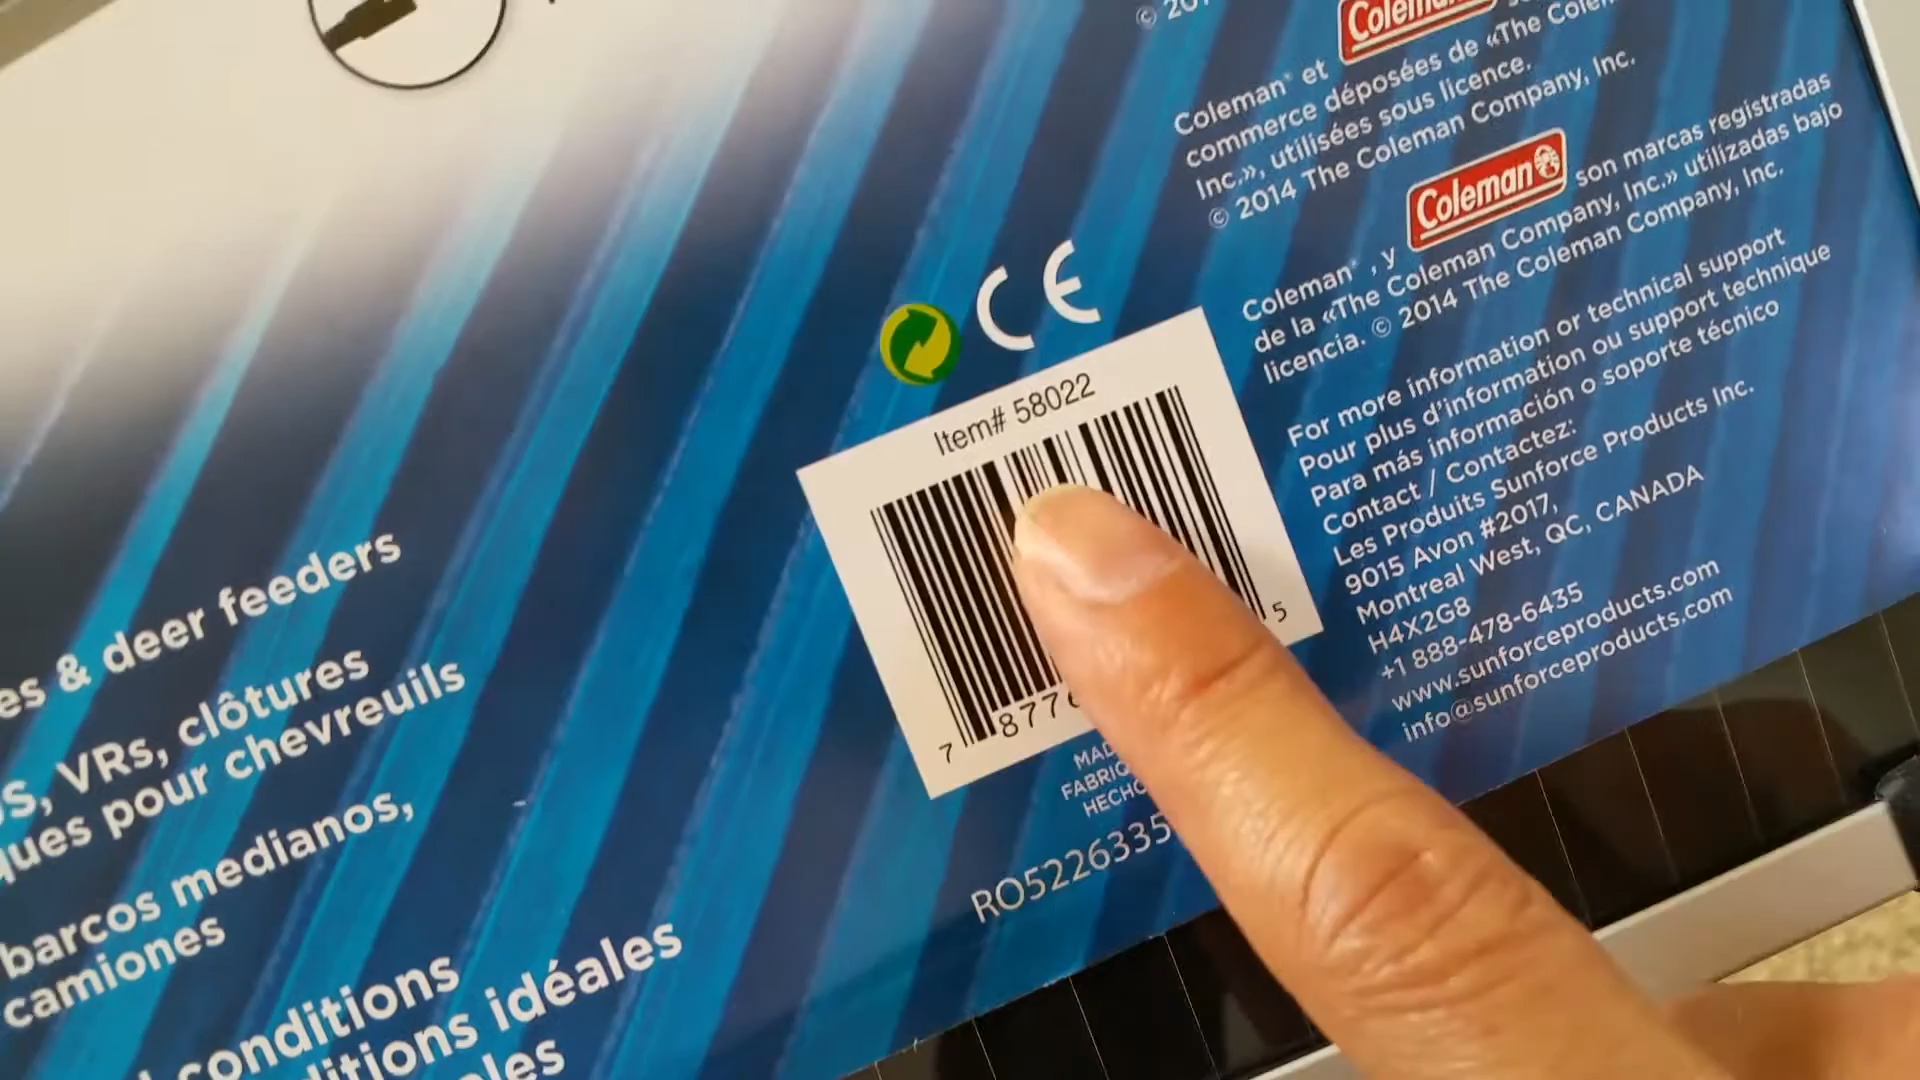 © 20
Coleman
Coleman® et
commerce déposées de «The
Inc.», utilisées sous licence.
© 2014 The Coleman Company, Inc.
Coleman® , y Coleman son marcas registradas
de la «The Coleman Company, Inc.» utilizadas bajo
licencia. © 2014 The Coleman Company, Inc.
For more information or technical support
Pour plus d'information ou support technique
Para más información o soporte técnico
Contact / Contactez:
Les Produits Sunforce Products Inc.
9015 Avon #2017,
Montreal West, QC, CANADA
H4X2G8
+1 888-478-6435
www.sunforceproducts.com
info@sunforceproducts.com
CE
Item# 58022
7 877 5
RO5226335
& deer feeders
VRs, clôtures
pour chevreuils
barcos medianos,
camiones
conditions
idéales